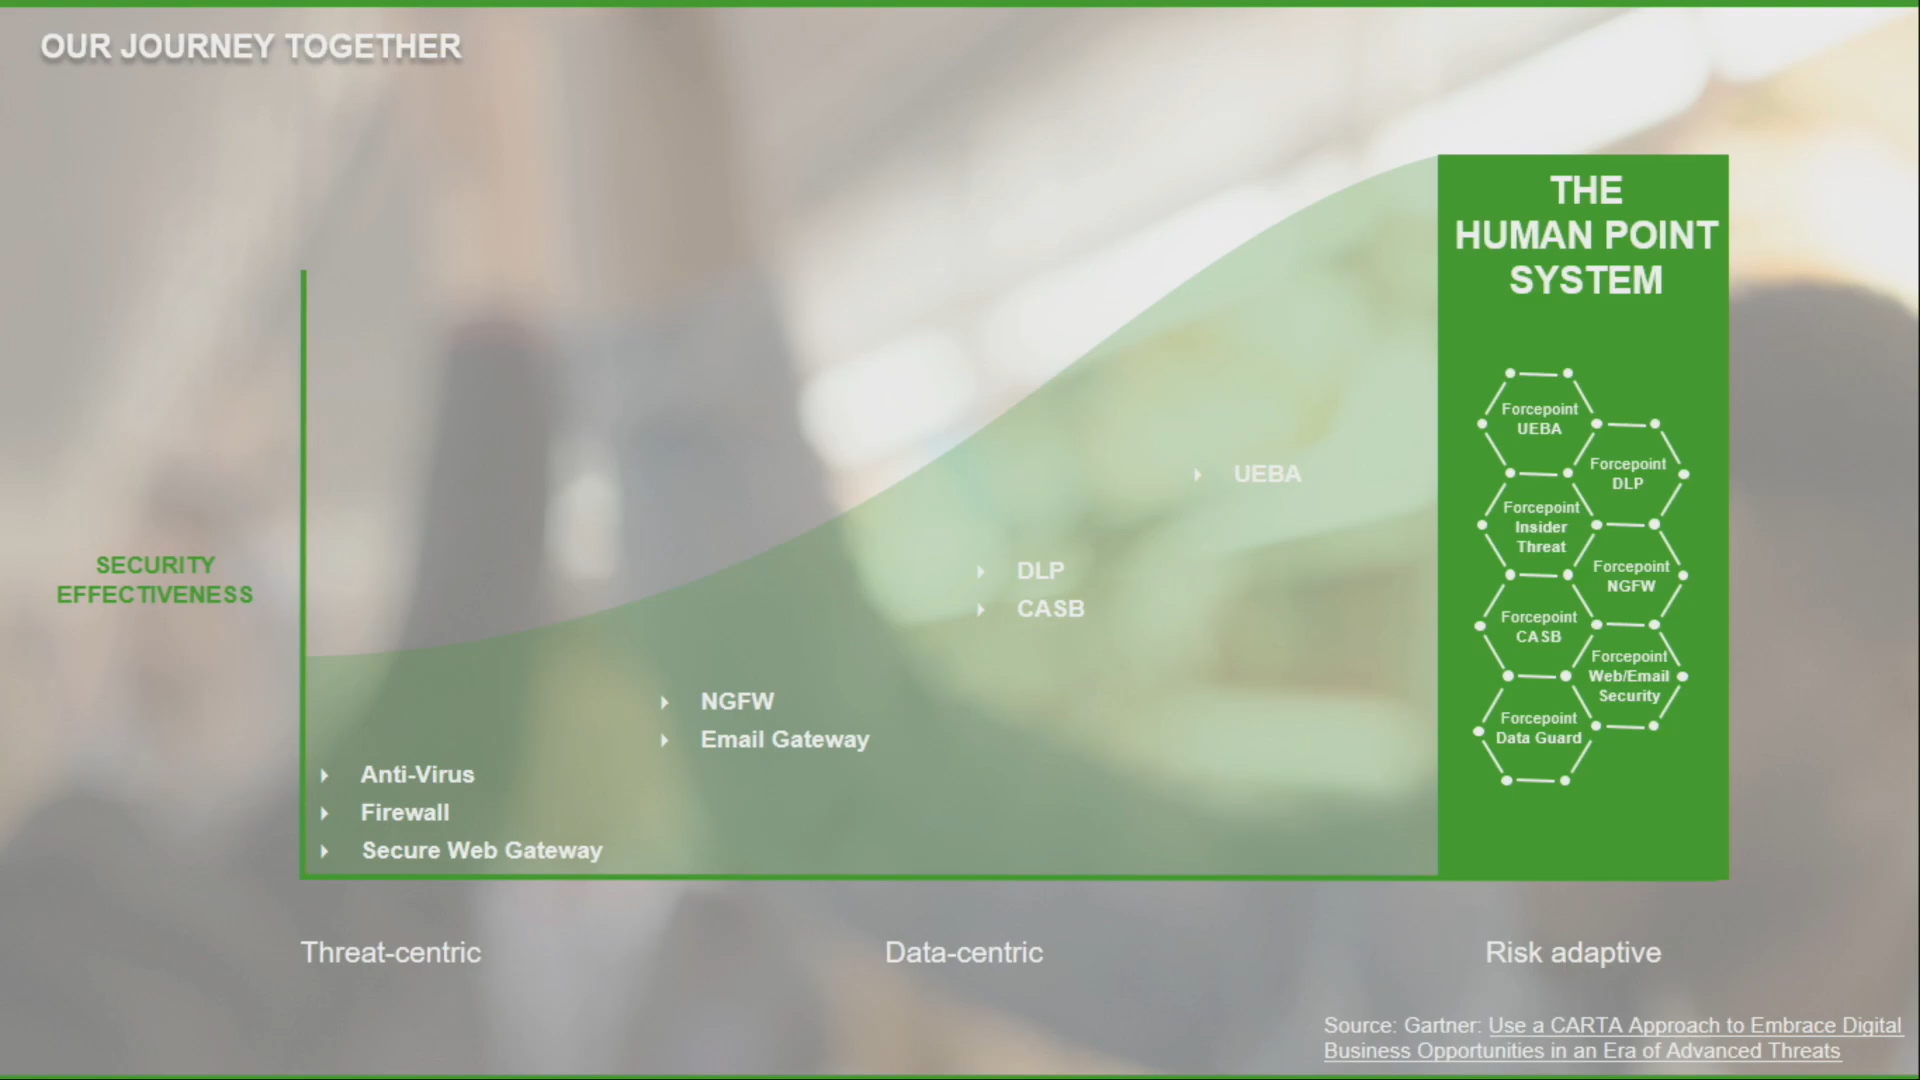 OUR JOURNEY TOGETHER
THE
HUMAN POINT
SYSTEM
Forcepoint
UEBA
Forcepoint
DLP
Forcepoint
Insider
Threat
Forcepoint
NGFW
Forcepoint
CASB
Forcepoint
Web/Email
Security
Forcepoint
Data Guard
SECURITY
EFFECTIVENESS
UEBA
DLP
CASB
NGFW
Email Gateway
Anti-Virus
Firewall
Secure Web Gateway
Threat-centric
Data-centric
Risk adaptive
Source: Gartner: Use a CARTA Approach to Embrace Digital
Business Opportunities in an Era of Advanced Threats